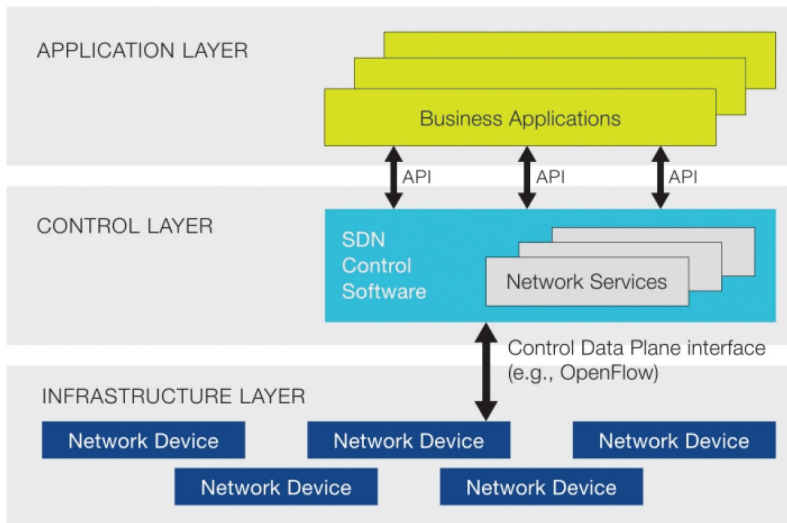 APPLICATION LAYER
Business Applications
API
API
API
CONTROL LAYER
SDN
Control
Software
Network Services
Control Data Plane interface
(e.g., OpenFlow)
INFRASTRUCTURE LAYER
Network Device
Network Device
Network Device
Network Device
Network Device